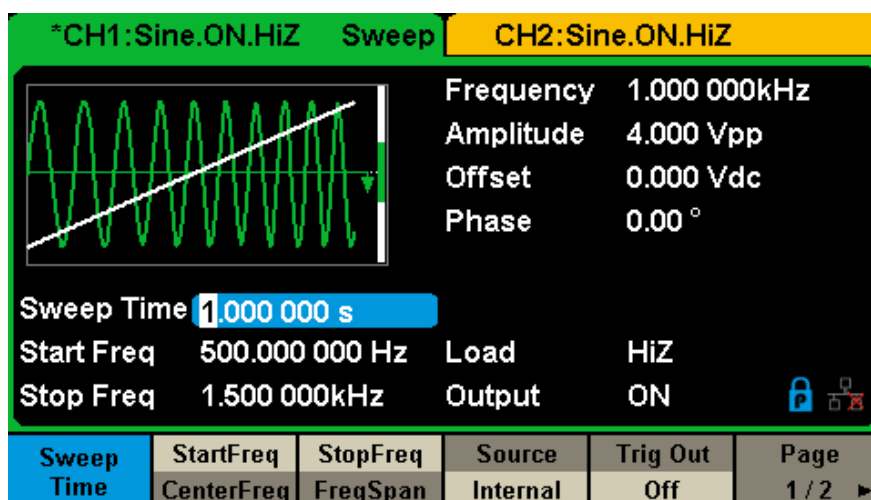 *CH1:Sine.ON.HiZ Sweep CH2:Sine.ON.HiZ
Frequency 1.000 000kHz
Amplitude 4.000 Vpp
Offset 0.000 Vdc
Phase 0.00 °
Sweep Time 1.000 000 s
Start Freq 500.000 000 Hz Load HiZ
Stop Freq 1.500 000kHz Output ON P
Sweep Time
StartFreq
CenterFreq
StopFreq
FreqSpan
Source
Internal
Trig Out
Off
Page
1/2 ►